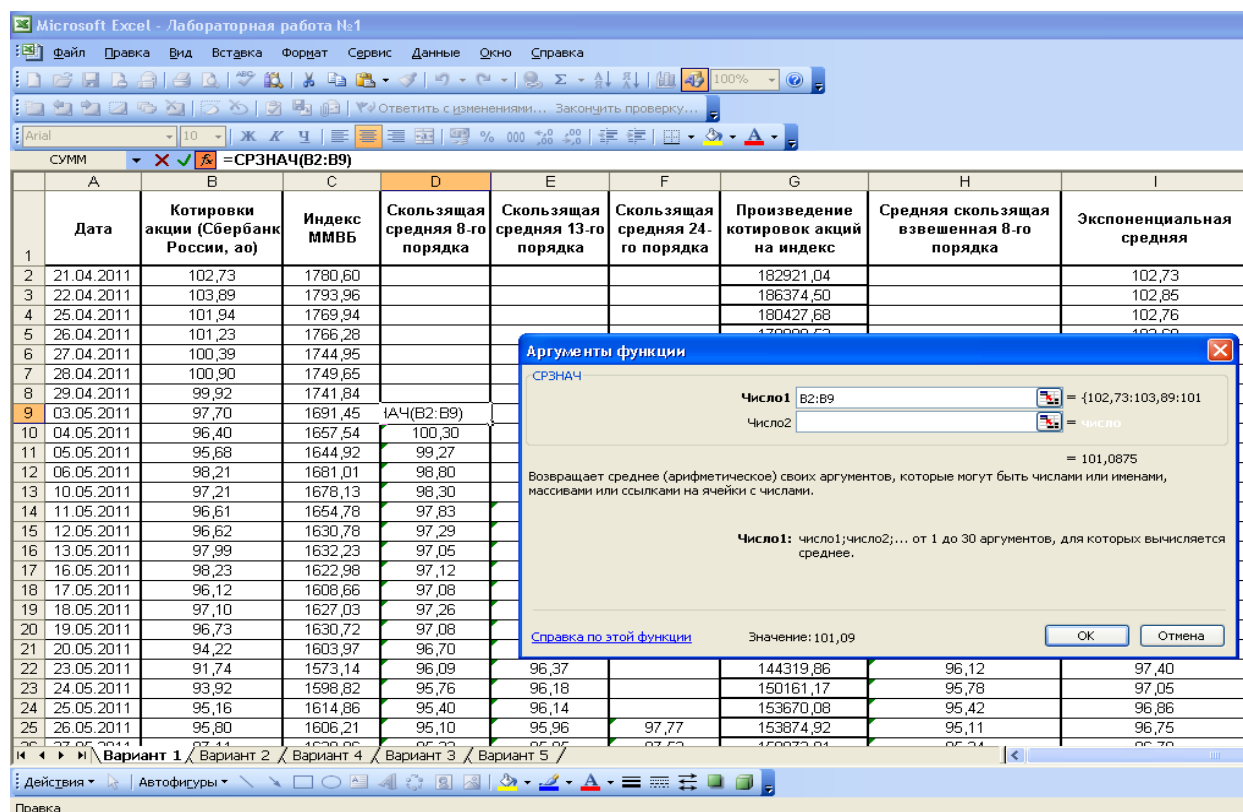 Microsoft Excel - Лабораторная работа №1
Файл Правка Вид Вставка Формат Сервис Данные Окно Справка
100%
Ответить с изменениями... Закончить проверку...
Arial 10 Ж К Ч % 000
СУММ =СРЗНАЧ(B2:B9)
A B C D E F G H I
1 Дата Котировки акции (Сбербанк России, ао) Индекс ММВБ Скользящая средняя 8-го порядка Скользящая средняя 13-го порядка Скользящая средняя 24-го порядка Произведение котировок акций на индекс Средняя скользящая взвешенная 8-го порядка Экспоненциальная средняя
2 21.04.2011 102,73 1780,60 182921,04 102,73
3 22.04.2011 103,89 1793,96 186374,50 102,85
4 25.04.2011 101,94 1769,94 180427,68 102,76
5 26.04.2011 101,23 1766,28
6 27.04.2011 100,39 1744,95
7 28.04.2011 100,90 1749,65
8 29.04.2011 99,92 1741,84
9 03.05.2011 97,70 1691,45 НАЧ(B2:B9)
10 04.05.2011 96,40 1657,54 100,30
11 05.05.2011 95,68 1644,92 99,27
12 06.05.2011 98,21 1681,01 98,80
13 10.05.2011 97,21 1678,13 98,30
14 11.05.2011 96,61 1654,78 97,83
15 12.05.2011 96,62 1630,78 97,29
16 13.05.2011 97,99 1632,23 97,05
17 16.05.2011 98,23 1622,98 97,12
18 17.05.2011 96,12 1608,66 97,08
19 18.05.2011 97,10 1627,03 97,26
20 19.05.2011 96,73 1630,72 97,08
21 20.05.2011 94,22 1603,97 96,70
22 23.05.2011 91,74 1573,14 96,09 96,37 144319,86 96,12 97,40
23 24.05.2011 93,92 1598,82 95,76 96,18 150161,17 95,78 97,05
24 25.05.2011 95,16 1614,86 95,40 96,14 153670,08 95,42 96,86
25 26.05.2011 95,80 1606,21 95,10 95,96 97,77 153874,92 95,11 96,75
Аргументы функции
СРЗНАЧ
Число1 B2:B9 = {102,73:103,89:101
Число2 = число
= 101,0875
Возвращает среднее (арифметическое) своих аргументов, которые могут быть числами или именами,
массивами или ссылками на ячейки с числами.
Число1: число1;число2;... от 1 до 30 аргументов, для которых вычисляется
среднее.
Справка по этой функции Значение:101,09 OK Отмена
Вариант 1 Вариант 2 Вариант 4 Вариант 3 Вариант 5
Действия Автофигуры
Правка